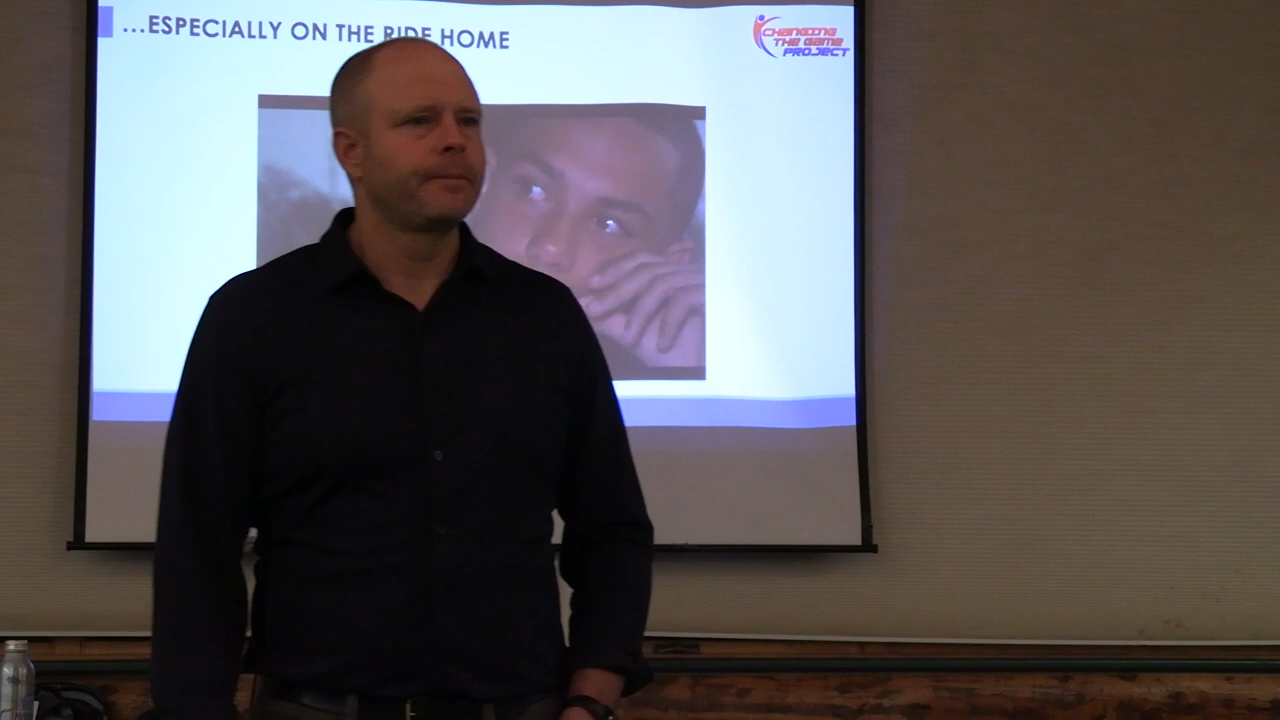 ...ESPECIALLY ON THE RIDE HOME
CHANGING
THE GAME
PROJECT